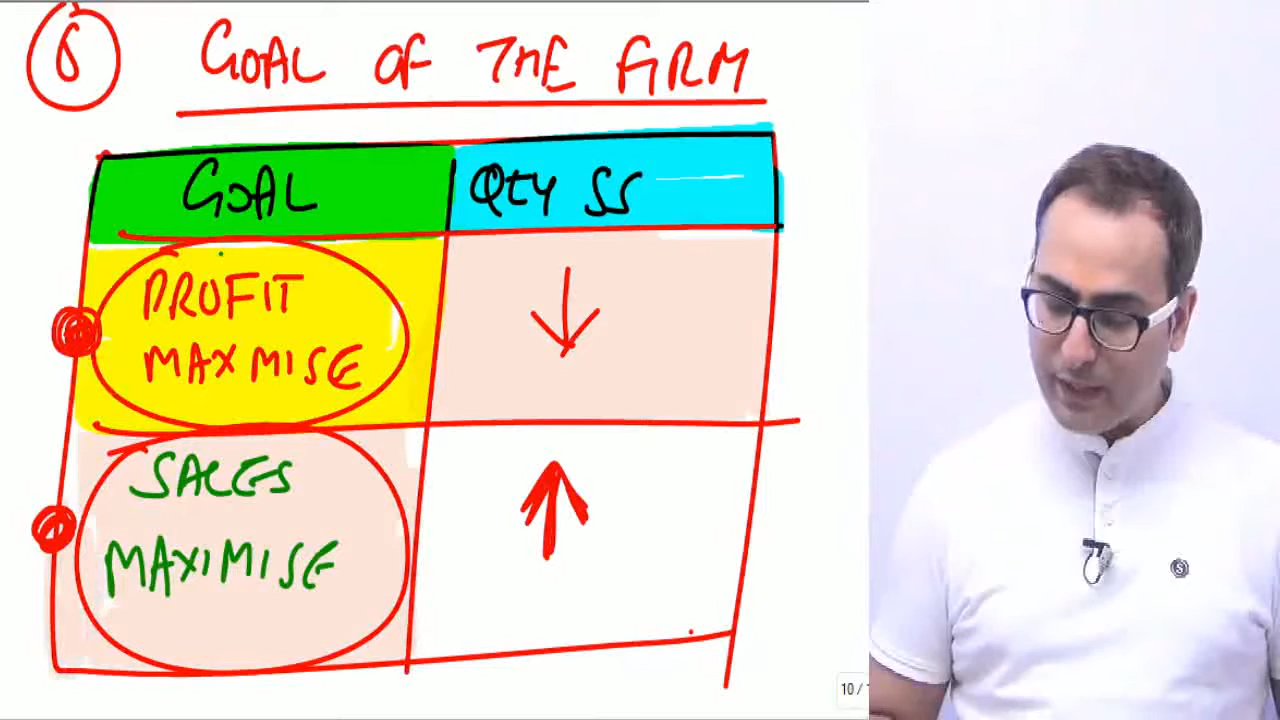 6
GOAL OF THE FIRM
GOAL
QTY SS
PROFIT
MAXMISE
SALES
MAXIMISE
10/
S